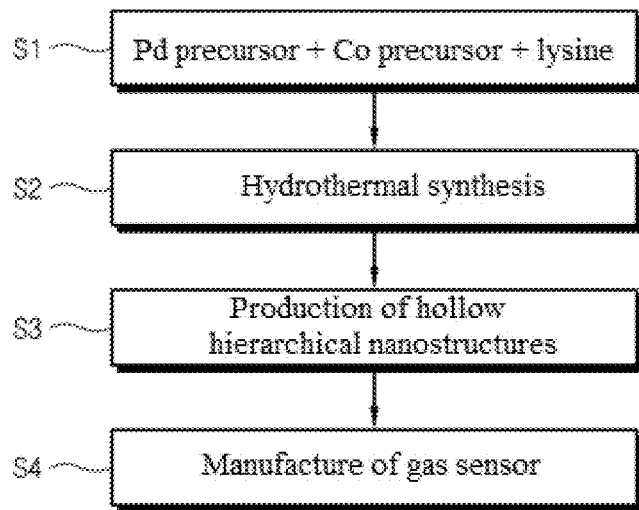 S1 Pd precursor + Co precursor + lysine
S2 Hydrothermal synthesis
S3 Production of hollow
hierarchical nanostructures
S4 Manufacture of gas sensor